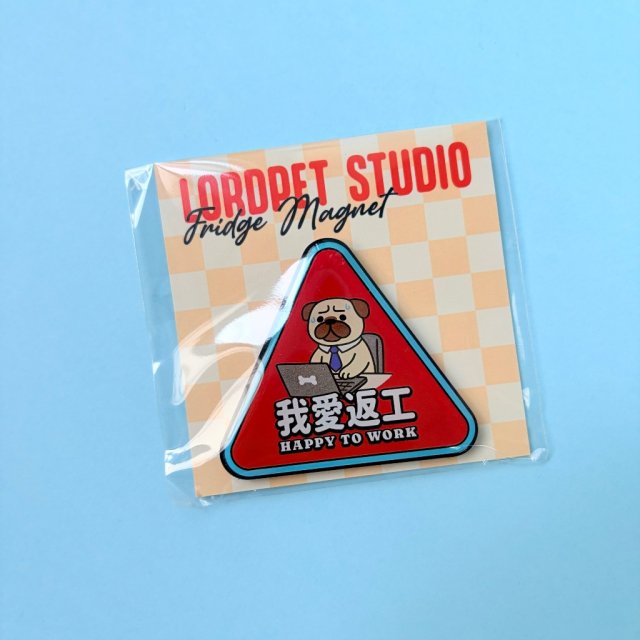 LORDPET STUDIO
Fridge Magnet
我愛返工
HAPPY TO WORK